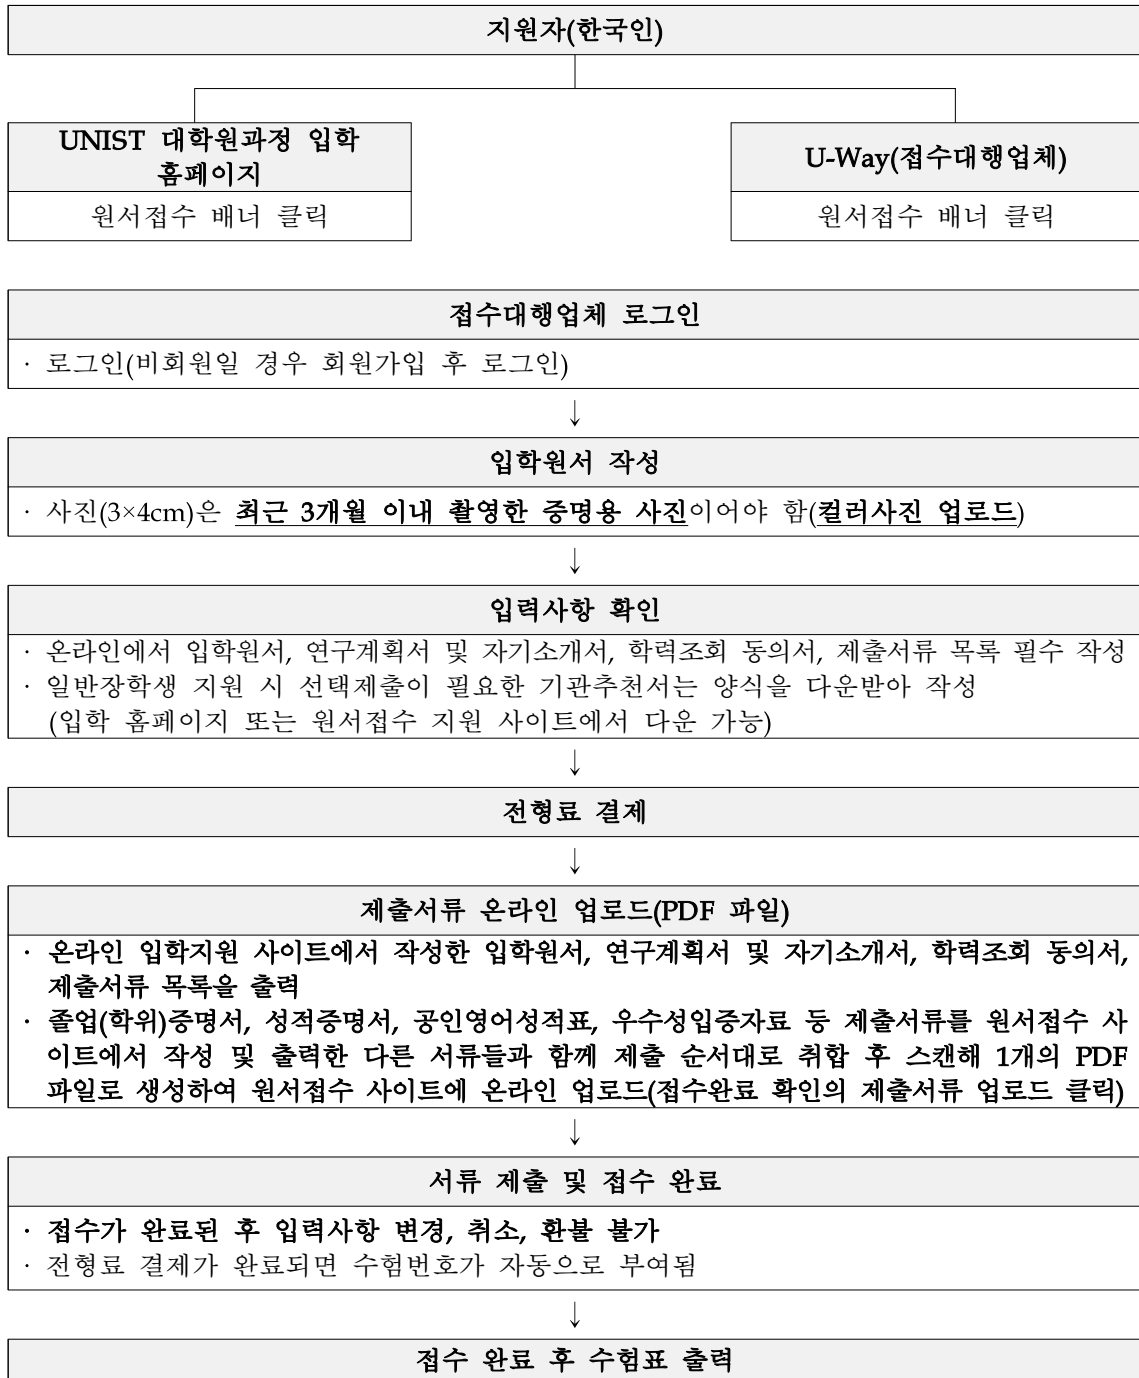 지원자(한국인)
UNIST 대학원과정 입학
홈페이지
원서접수 배너 클릭
U-Way(접수대행업체)
원서접수 배너 클릭
접수대행업체 로그인
· 로그인(비회원일 경우 회원가입 후 로그인)
↓
입학원서 작성
· 사진(3×4cm)은 최근 3개월 이내 촬영한 증명용 사진이어야 함(컬러사진 업로드)
↓
입력사항 확인
· 온라인에서 입학원서, 연구계획서 및 자기소개서, 학력조회 동의서, 제출서류 목록 필수 작성
· 일반장학생 지원 시 선택제출이 필요한 기관추천서는 양식을 다운받아 작성
(입학 홈페이지 또는 원서접수 지원 사이트에서 다운 가능)
↓
전형료 결제
↓
제출서류 온라인 업로드(PDF 파일)
· 온라인 입학지원 사이트에서 작성한 입학원서, 연구계획서 및 자기소개서, 학력조회 동의서,
제출서류 목록을 출력
· 졸업(학위)증명서, 성적증명서, 공인영어성적표, 우수성입증자료 등 제출서류를 원서접수 사
이트에서 작성 및 출력한 다른 서류들과 함께 제출 순서대로 취합 후 스캔해 1개의 PDF
파일로 생성하여 원서접수 사이트에 온라인 업로드(접수완료 확인의 제출서류 업로드 클릭)
↓
서류 제출 및 접수 완료
· 접수가 완료된 후 입력사항 변경, 취소, 환불 불가
· 전형료 결제가 완료되면 수험번호가 자동으로 부여됨
↓
접수 완료 후 수험표 출력